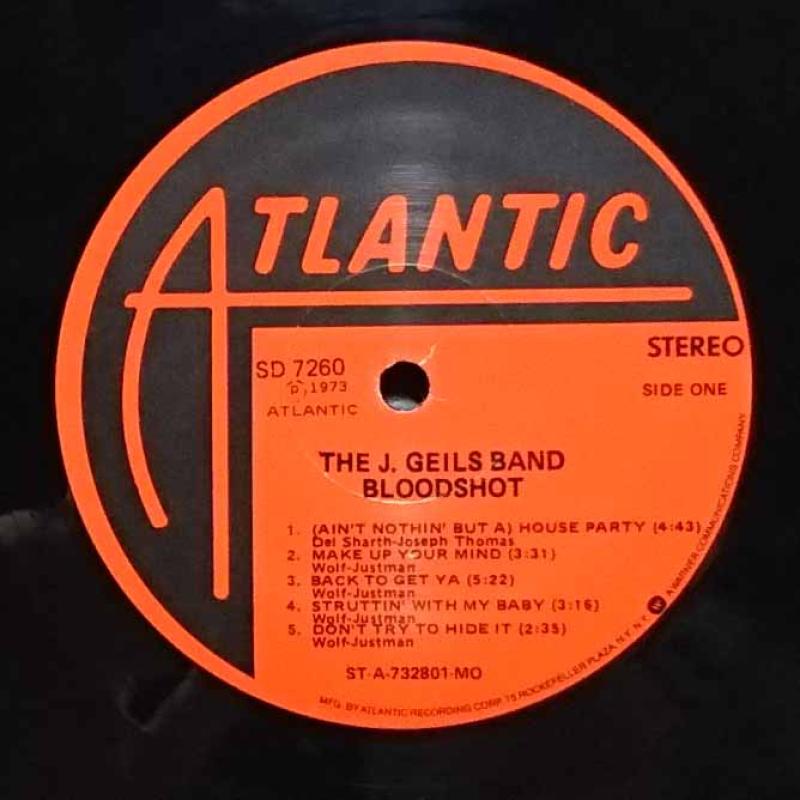 ATLANTIC
STEREO
SD 7260
℗ 1973
SIDE ONE
ATLANTIC
THE J. GEILS BAND
BLOODSHOT
1. (AIN'T NOTHIN' BUT A) HOUSE PARTY (4:43)
Del Sharth-Joseph Thomas
2. MAKE UP YOUR MIND (3:31)
Wolf-Justman
3. BACK TO GET YA (5:22)
Wolf-Justman
4. STRUTTIN' WITH MY BABY (3:16)
Wolf-Justman
5. DON'T TRY TO HIDE IT (2:35)
Wolf-Justman
ST-A-732801-MO
MFG. BY ATLANTIC RECORDING CORP. 75 ROCKEFELLER PLAZA, N.Y. N.Y. W A WARNER COMMUNICATIONS COMPANY